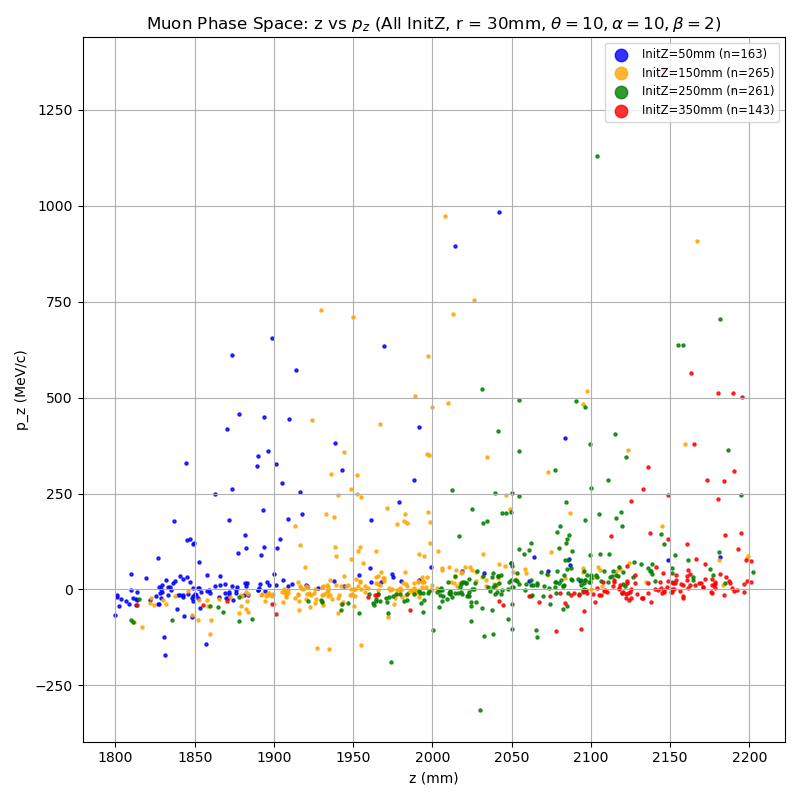 Muon Phase Space: z vs $p_z$ (All InitZ, r = 30mm, θ = 10, α = 10, β = 2)
InitZ=50mm (n=163)
InitZ=150mm (n=265)
InitZ=250mm (n=261)
InitZ=350mm (n=143)
1250
1000
750
500
250
0
−250
p_z (MeV/c)
1800 1850 1900 1950 2000 2050 2100 2150 2200
z (mm)